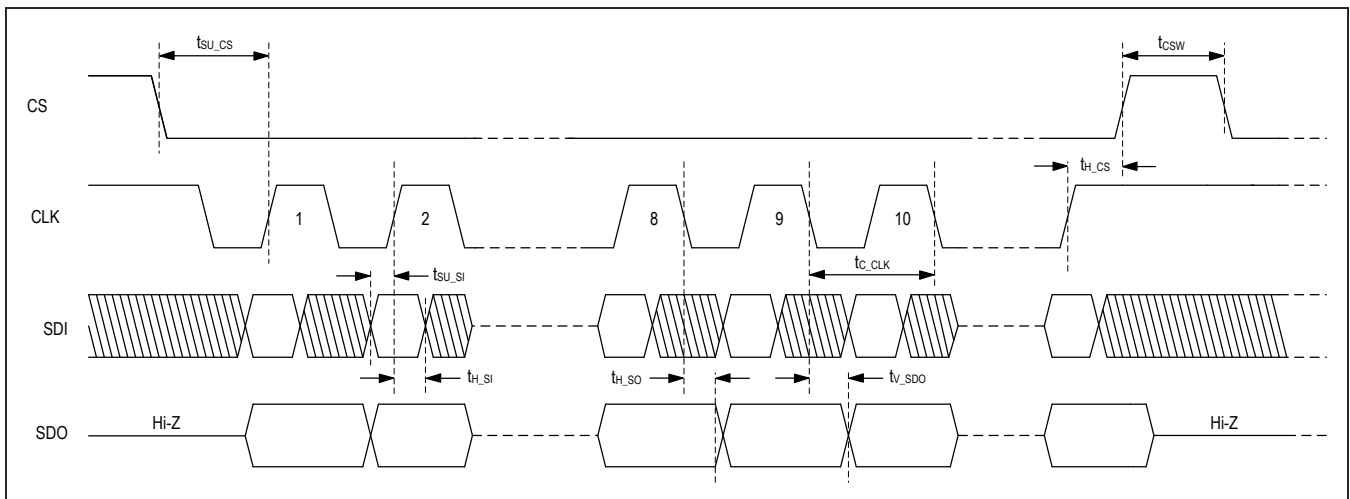 tSU_CS
tCSW
CS
tH_CS
CLK
1
2
8
9
10
tC_CLK
tSU_SI
SDI
tH_SI
tH_SO
tV_SDO
SDO
Hi-Z
Hi-Z